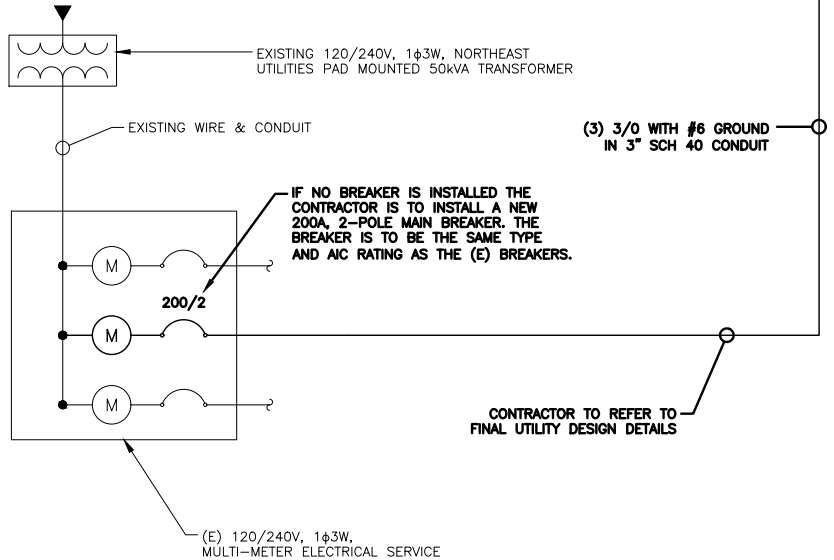 EXISTING 120/240V, 1ϕ3W, NORTHEAST
UTILITIES PAD MOUNTED 50kVA TRANSFORMER
EXISTING WIRE & CONDUIT
(3) 3/0 WITH #6 GROUND
IN 3" SCH 40 CONDUIT
IF NO BREAKER IS INSTALLED THE
CONTRACTOR IS TO INSTALL A NEW
200A, 2-POLE MAIN BREAKER. THE
BREAKER IS TO BE THE SAME TYPE
AND AIC RATING AS THE (E) BREAKERS.
M
200/2
M
M
CONTRACTOR TO REFER TO
FINAL UTILITY DESIGN DETAILS
(E) 120/240V, 1ϕ3W,
MULTI-METER ELECTRICAL SERVICE